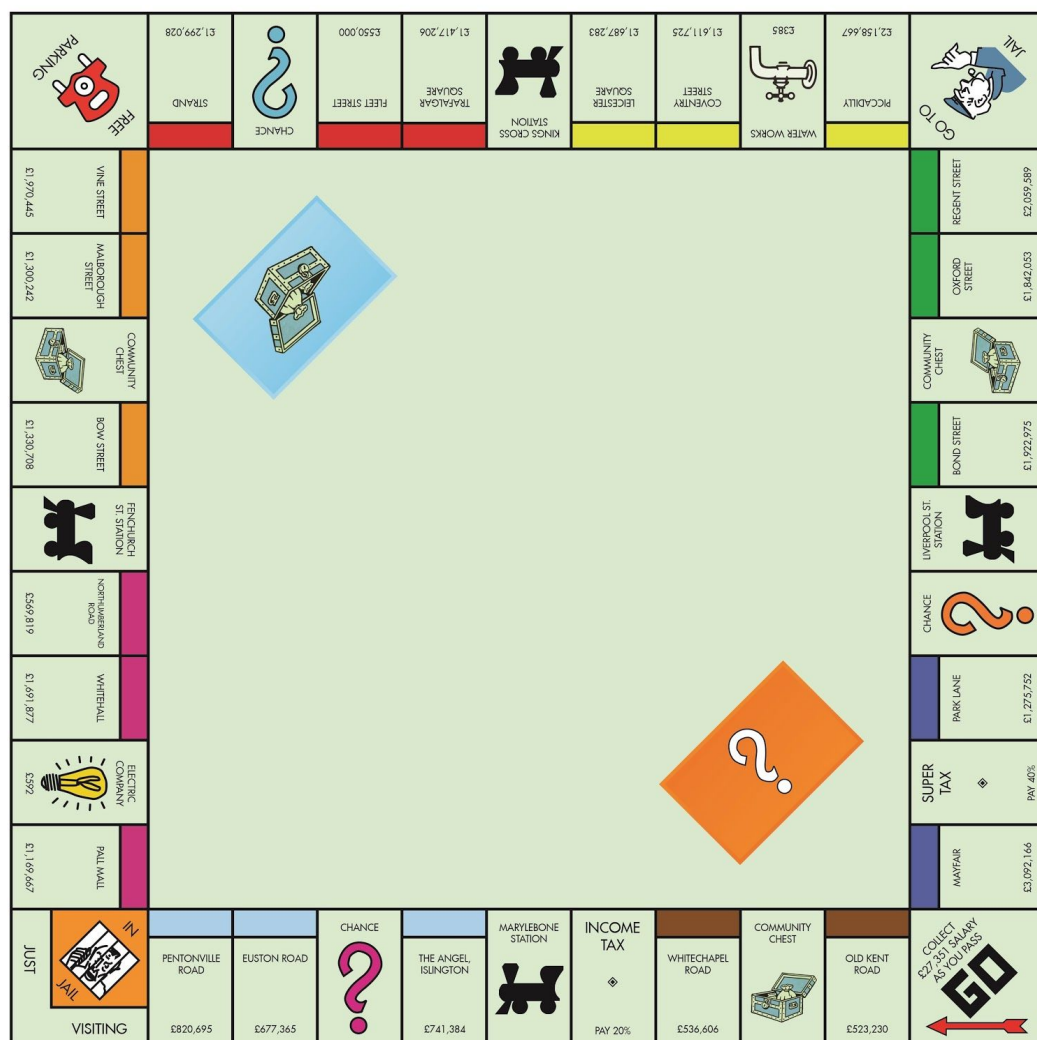 COLLECT
£27,351 SALARY
AS YOU PASS
GO
OLD KENT
ROAD
£523,230
COMMUNITY
CHEST
WHITECHAPEL
ROAD
£536,606
INCOME
TAX
PAY 20%
MARYLEBONE
STATION
THE ANGEL,
ISLINGTON
£741,384
CHANCE
?
EUSTON ROAD
£677,365
PENTONVILLE
ROAD
£820,695
IN
JAIL
JUST
VISITING
PALL MALL
£1,169,667
ELECTRIC
COMPANY
£592
WHITEHALL
£1,691,877
NORTHUMBERLAND
ROAD
£569,819
FENCHURCH
ST. STATION
BOW STREET
£1,330,708
COMMUNITY
CHEST
MALBOROUGH
STREET
£1,300,242
VINE STREET
£1,970,445
FREE
PARKING
STRAND
£1,299,028
CHANCE
?
FLEET STREET
£550,000
TRAFALGAR
SQUARE
£1,417,206
KINGS CROSS
STATION
LEICESTER
SQUARE
£1,687,283
COVENTRY
STREET
£1,611,725
WATER WORKS
£385
PICCADILLY
£2,158,667
GO TO
JAIL
REGENT STREET
£2,059,589
OXFORD
STREET
£1,842,053
COMMUNITY
CHEST
BOND STREET
£1,922,975
LIVERPOOL ST.
STATION
CHANCE
?
PARK LANE
£1,275,752
SUPER
TAX
PAY 40%
MAYFAIR
£3,092,166
?